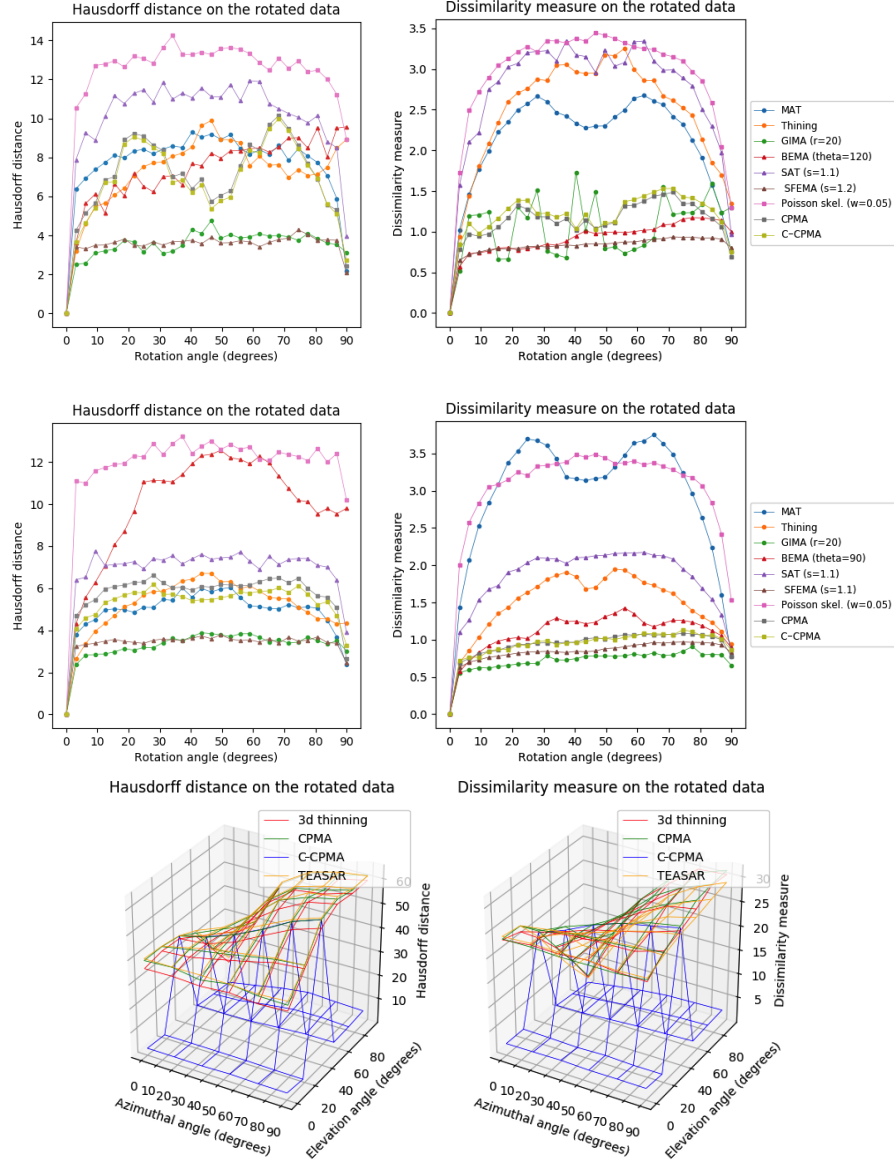 Hausdorff distance on the rotated data
Hausdorff distance
14
12
10
8
6
4
2
0
0 10 20 30 40 50 60 70 80 90
Rotation angle (degrees)
Dissimilarity measure on the rotated data
Dissimilarity measure
3.5
3.0
2.5
2.0
1.5
1.0
0.5
0.0
0 10 20 30 40 50 60 70 80 90
Rotation angle (degrees)
MAT
Thining
GIMA (r=20)
BEMA (theta=120)
SAT (s=1.1)
SFEMA (s=1.2)
Poisson skel. (w=0.05)
CPMA
C-CPMA
Hausdorff distance on the rotated data
Hausdorff distance
12
10
8
6
4
2
0
0 10 20 30 40 50 60 70 80 90
Rotation angle (degrees)
Dissimilarity measure on the rotated data
Dissimilarity measure
3.5
3.0
2.5
2.0
1.5
1.0
0.5
0.0
0 10 20 30 40 50 60 70 80 90
Rotation angle (degrees)
MAT
Thining
GIMA (r=20)
BEMA (theta=90)
SAT (s=1.1)
SFEMA (s=1.1)
Poisson skel. (w=0.05)
CPMA
C-CPMA
Hausdorff distance on the rotated data
3d thinning
CPMA
C-CPMA
TEASAR
60
50
40
30
20
10
Hausdorff distance
0 10 20 30 40 50 60 70 80 90
Azimuthal angle (degrees)
0 20 40 60 80
Elevation angle (degrees)
Dissimilarity measure on the rotated data
3d thinning
CPMA
C-CPMA
TEASAR
30
25
20
15
10
5
Dissimilarity measure
0 10 20 30 40 50 60 70 80 90
Azimuthal angle (degrees)
0 20 40 60 80
Elevation angle (degrees)